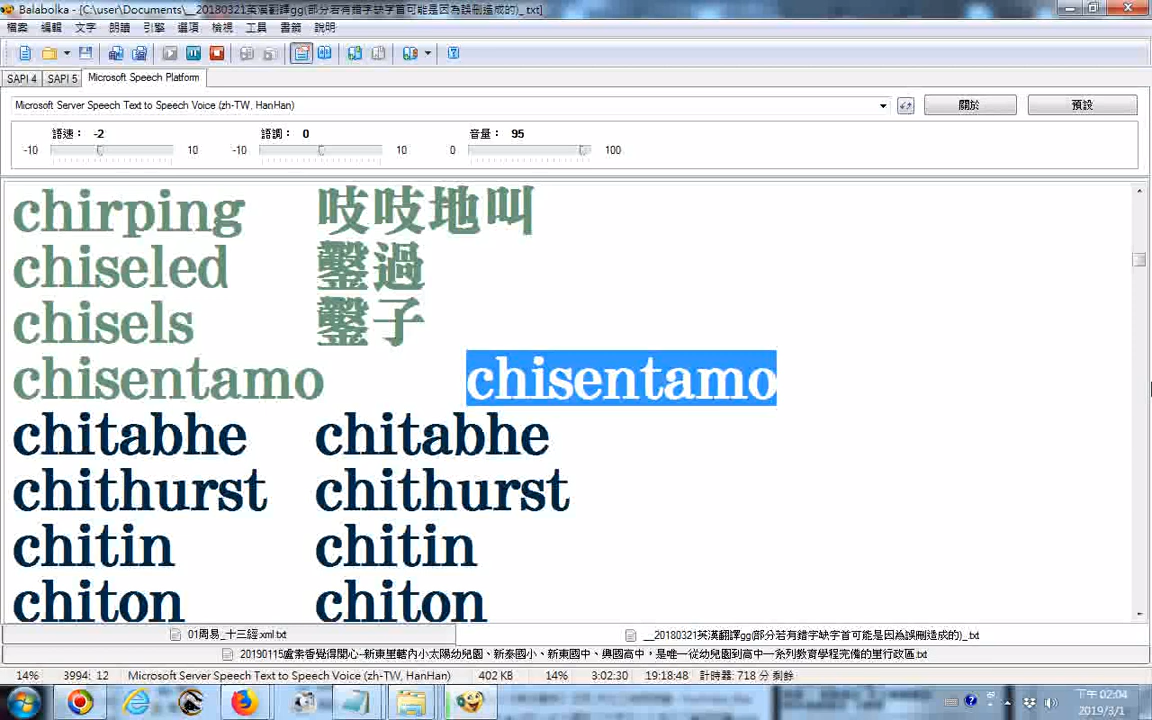 Balabolka - [C:\user\Documents\__20180321英漢翻譯gg(部分若有錯字缺字首可能是因為誤刪造成的)_.txt]
檔案 編輯 文字 朗讀 引擎 選項 檢視 工具 書籤 說明
SAPI 4 SAPI 5 Microsoft Speech Platform
Microsoft Server Speech Text to Speech Voice (zh-TW, HanHan) 關於 預設
語速： -2 語調： 0 音量： 95
-10 10 -10 10 0 100
chirping 吱吱地叫
chiseled 鑿過
chisels 鑿子
chisentamo chisentamo
chitabhe chitabhe
chithurst chithurst
chitin chitin
chiton chiton
01周易_十三經.xml.txt __20180321英漢翻譯gg(部分若有錯字缺字首可能是因為誤刪造成的)_.txt
20190115盧素香覺得開心-新東里轄內小太陽幼兒園、新泰國小、新東國中、興國高中，是唯一從幼兒園到高中一系列教育學程完備的里行政區.txt
14% 3994: 12 Microsoft Server Speech Text to Speech Voice (zh-TW, HanHan) 402 KB 14% 3:02:30 19:18:48 計時器: 718 分 剩餘
下午 02:04
2019/3/1